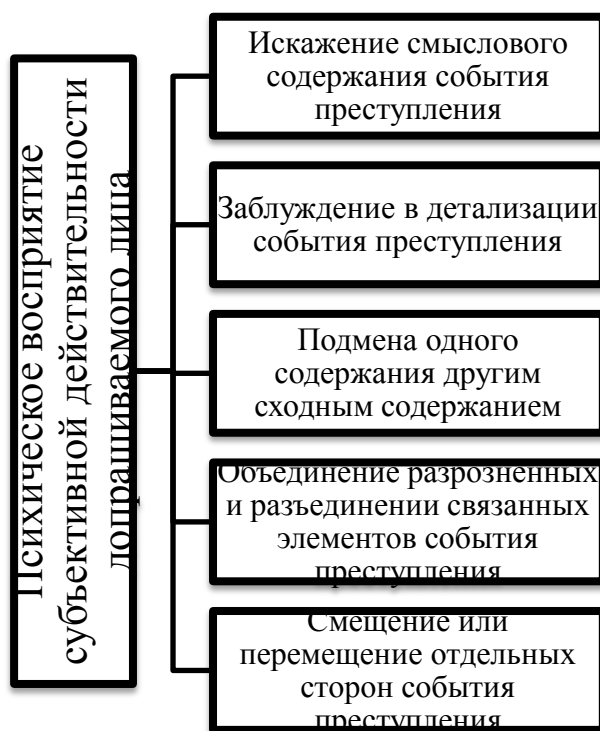 Психическое восприятие
субъективной действительности
допрашиваемого лица
Искажение смыслового
содержания события
преступления
Заблуждение в детализации
события преступления
Подмена одного
содержания другим
сходным содержанием
Объединение разрозненных
и разъединении связанных
элементов события
преступления
Смещение или
перемещение отдельных
сторон события
преступления